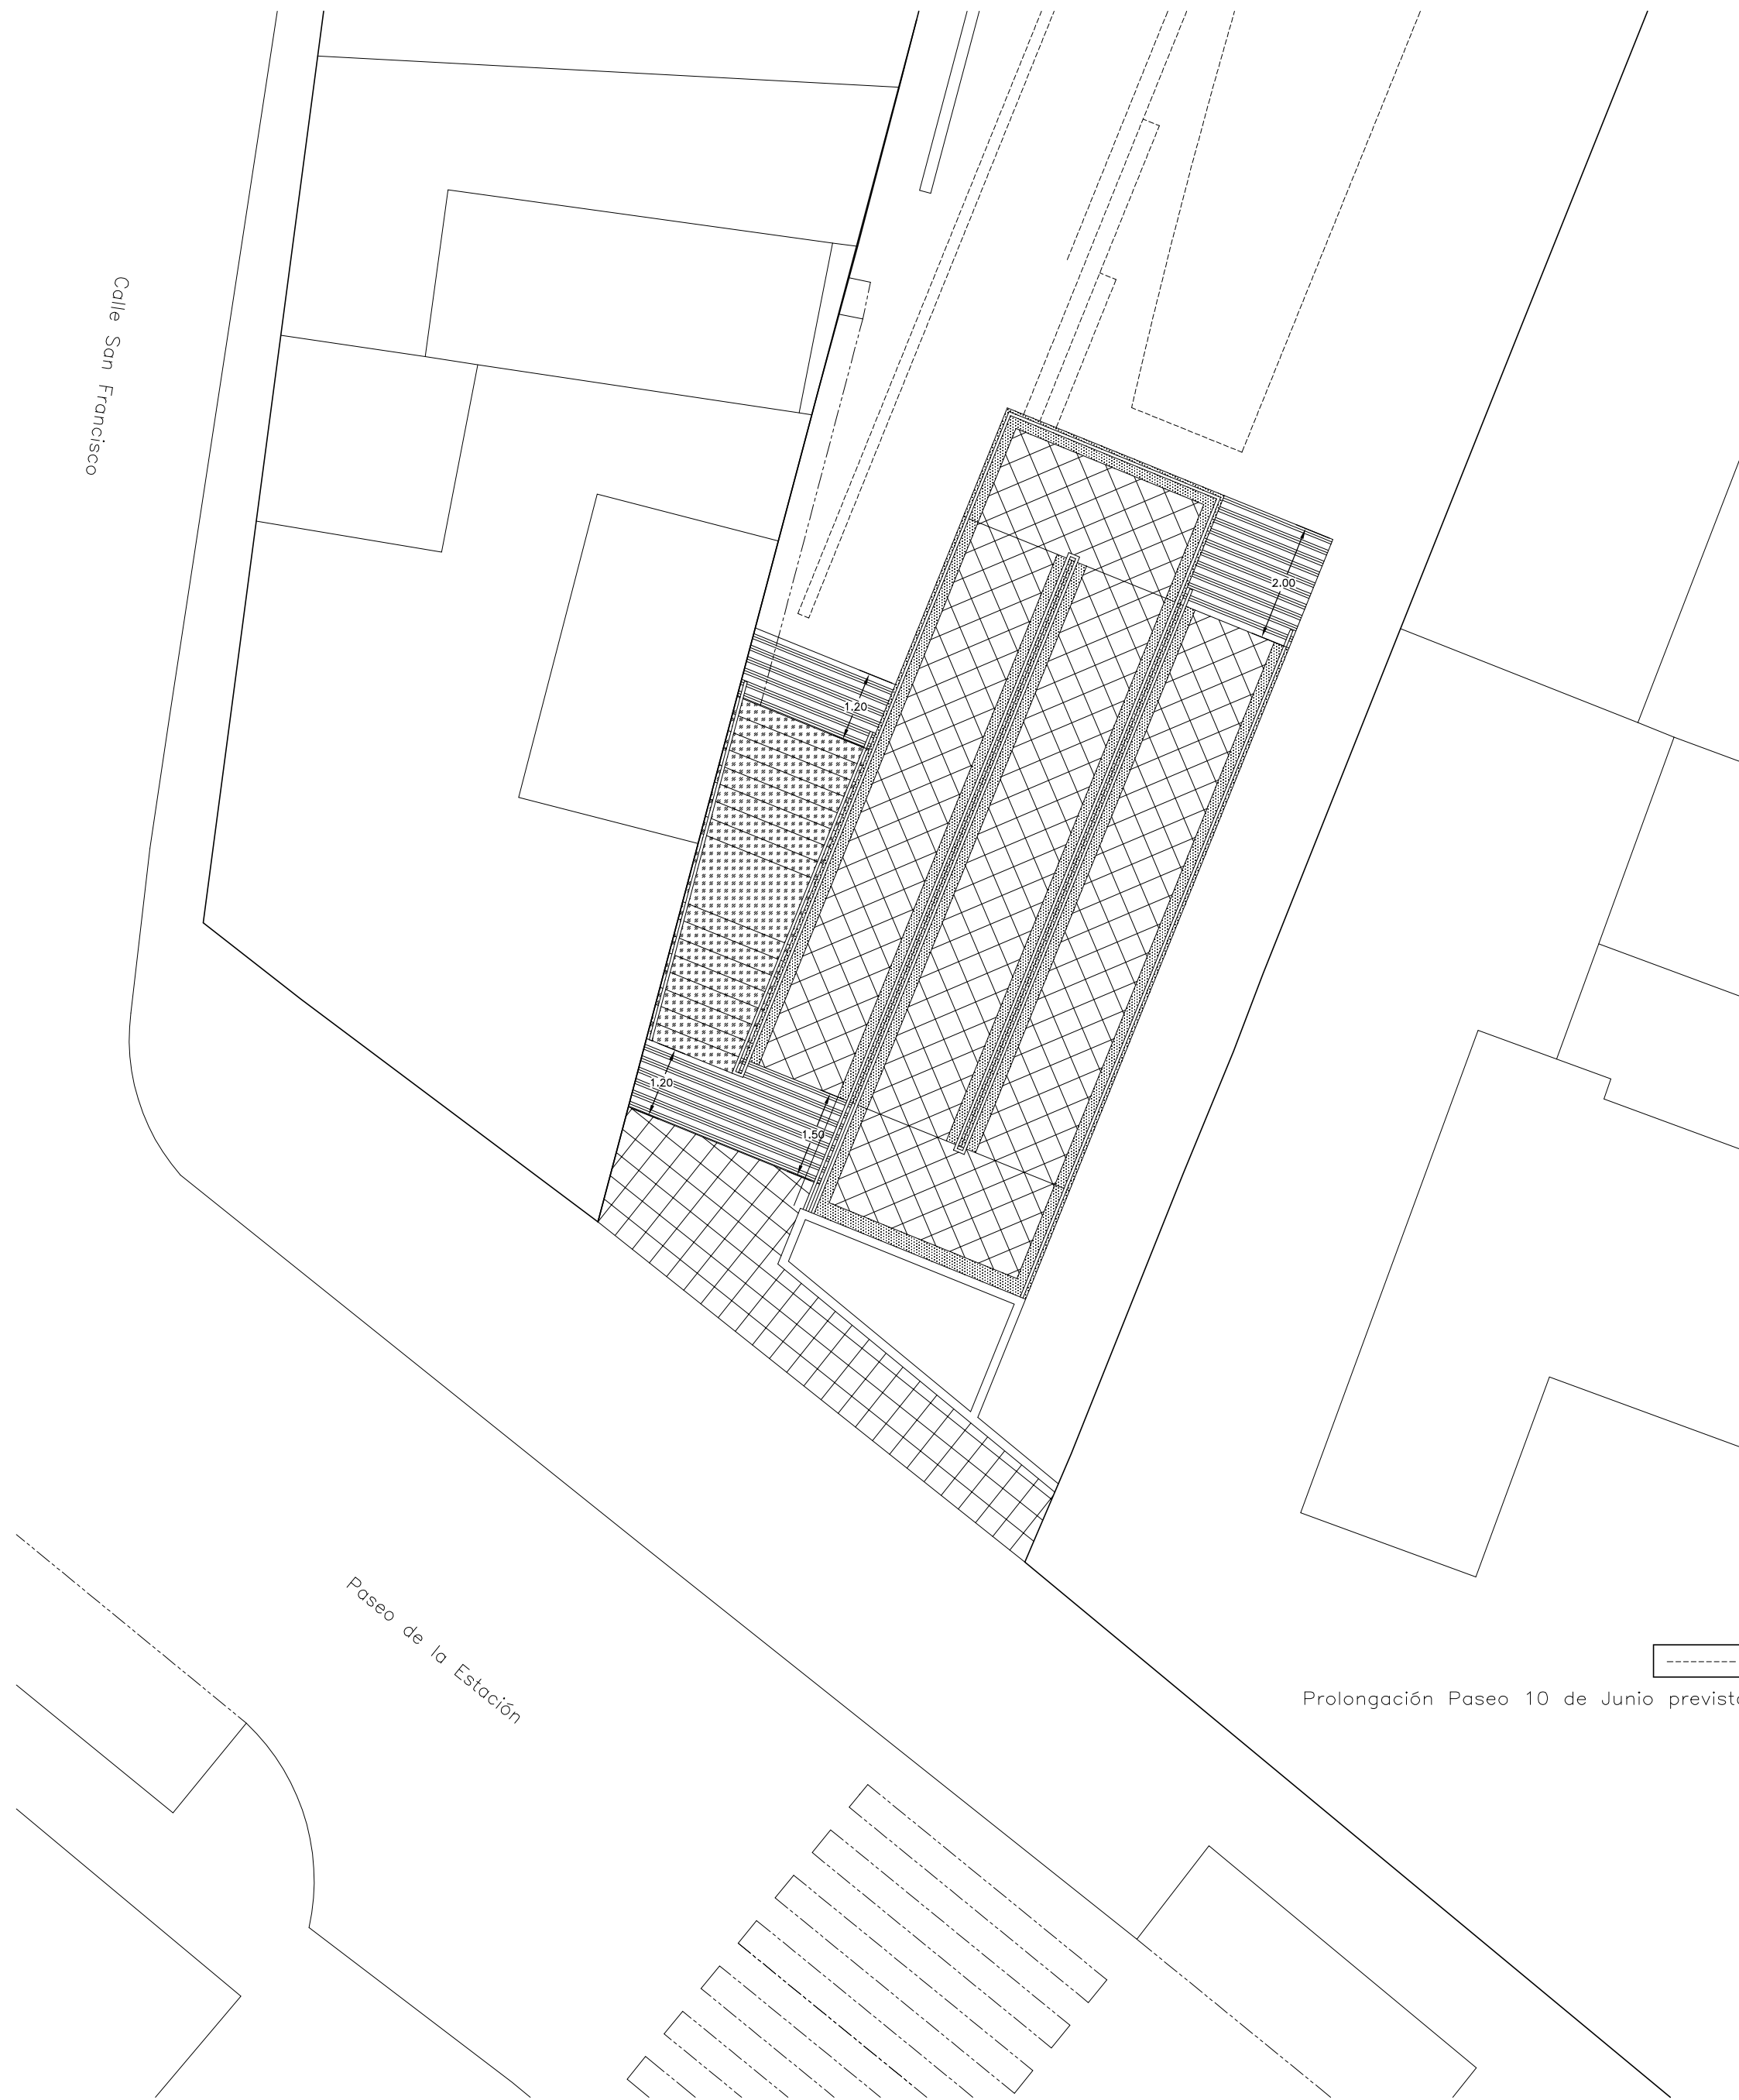 Calle San Francisco
2.00
1.20
1.20
1.50
Paseo de la Estación
Prolongación Paseo 10 de Junio